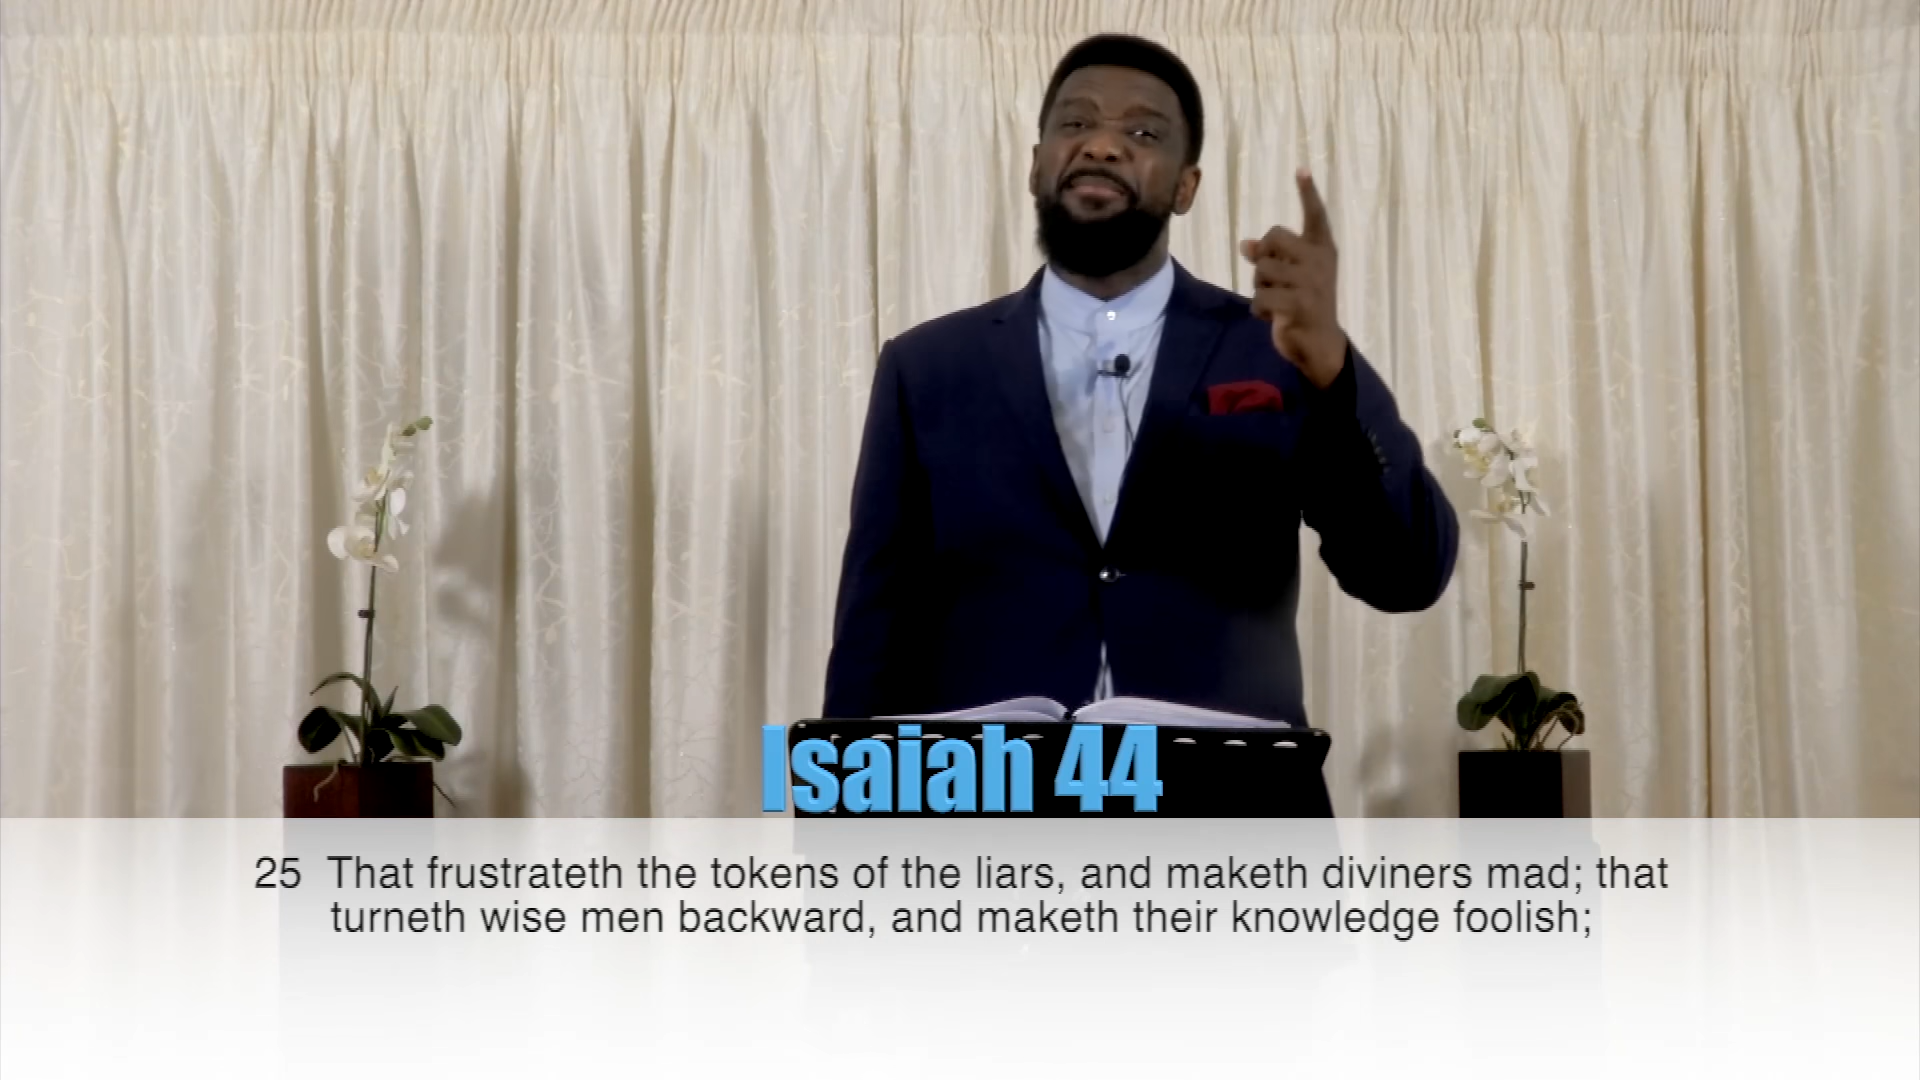 Isaiah 44
25 That frustrateth the tokens of the liars, and maketh diviners mad; that
turneth wise men backward, and maketh their knowledge foolish;